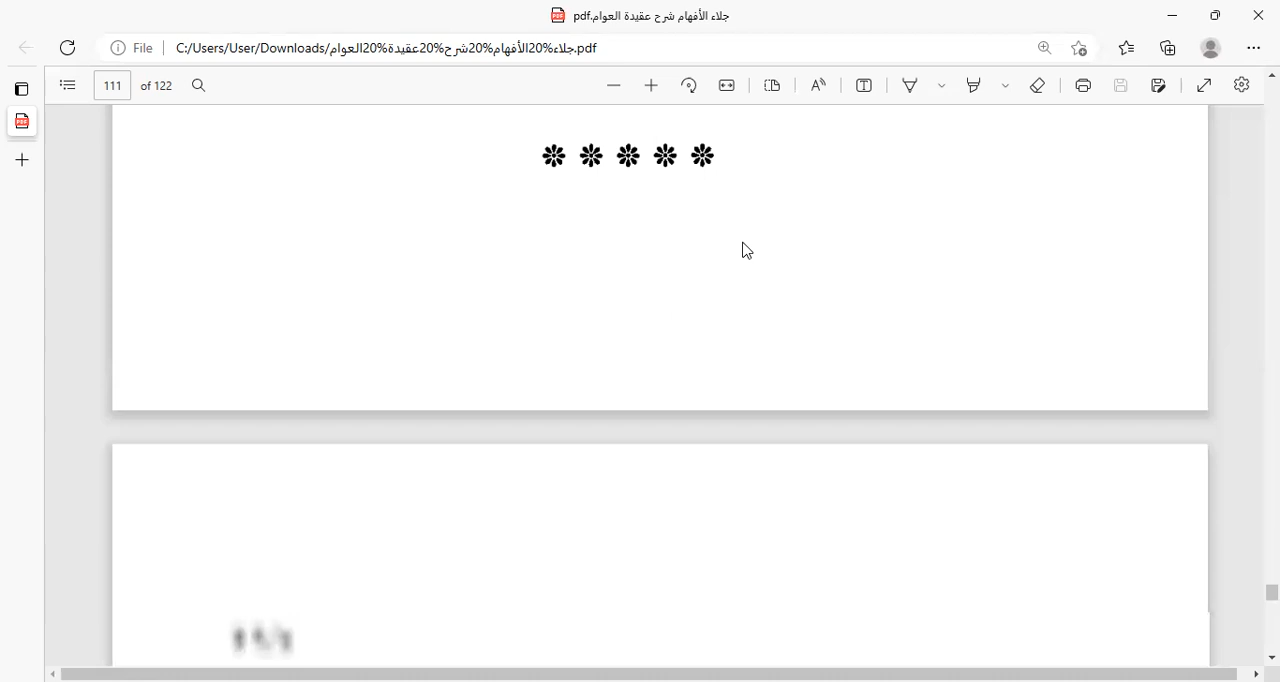 جلاء الأفهام شرح عقيدة العوام.pdf
File C:/Users/User/Downloads/جلاء%20الأفهام%20شرح%20عقيدة%20العوام.pdf
111 of 122